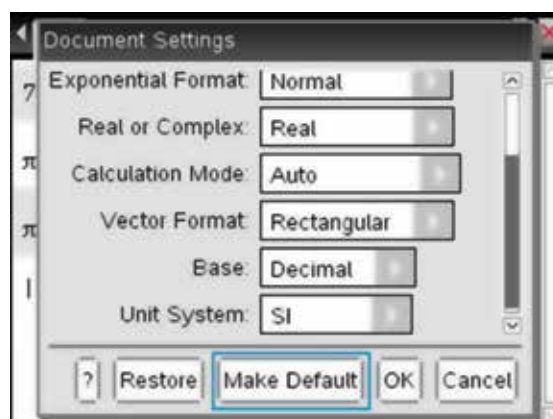 Document Settings
Exponential Format: Normal
Real or Complex: Real
Calculation Mode: Auto
Vector Format: Rectangular
Base: Decimal
Unit System: SI
? Restore Make Default OK Cancel
7
π
π